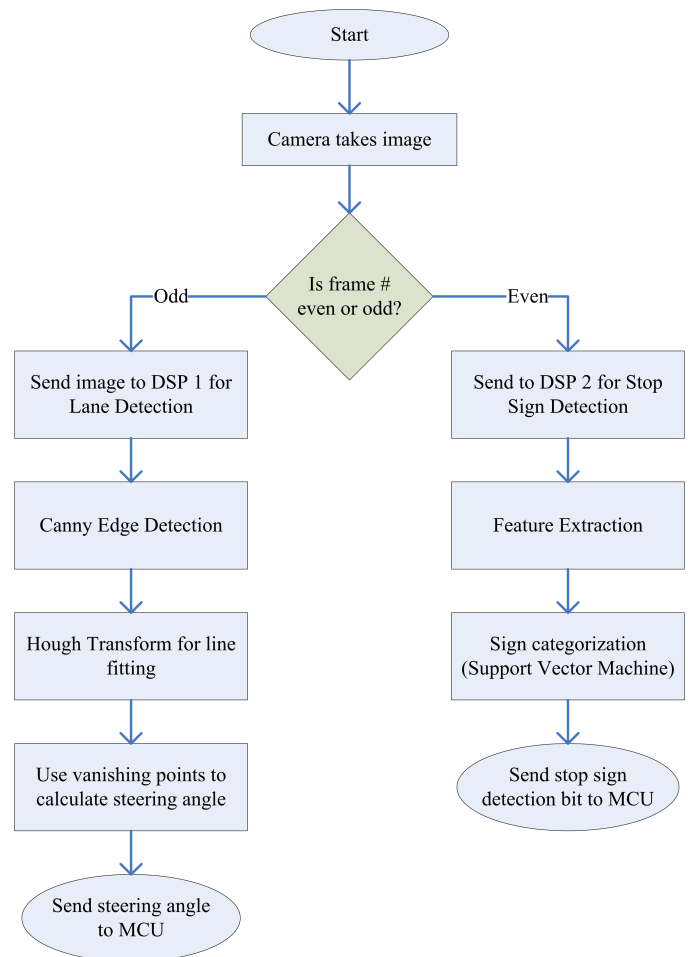 Start
Camera takes image
Is frame #
even or odd?
Odd
Even
Send image to DSP 1 for
Lane Detection
Canny Edge Detection
Hough Transform for line
fitting
Use vanishing points to
calculate steering angle
Send steering angle
to MCU
Send to DSP 2 for Stop
Sign Detection
Feature Extraction
Sign categorization
(Support Vector Machine)
Send stop sign
detection bit to MCU